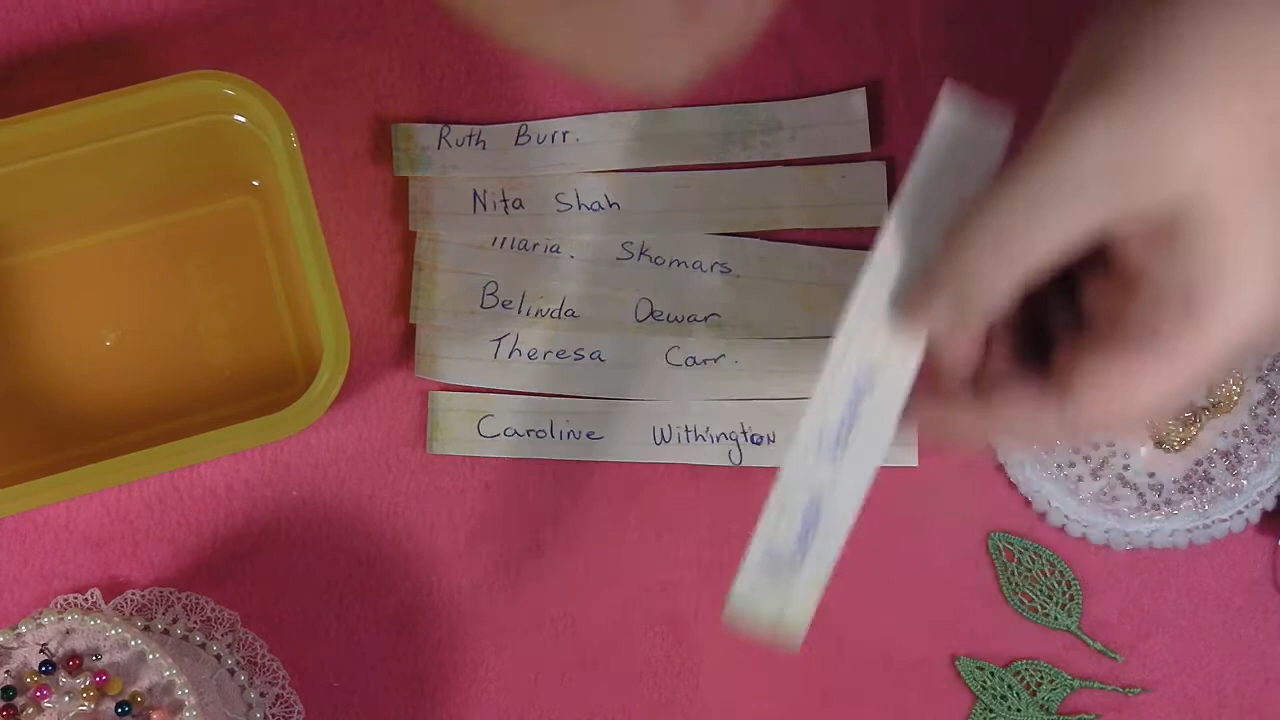 Ruth Burr.
Nita Shah
Maria. Skomars
Belinda Dewar
Theresa Carr.
Caroline Withington